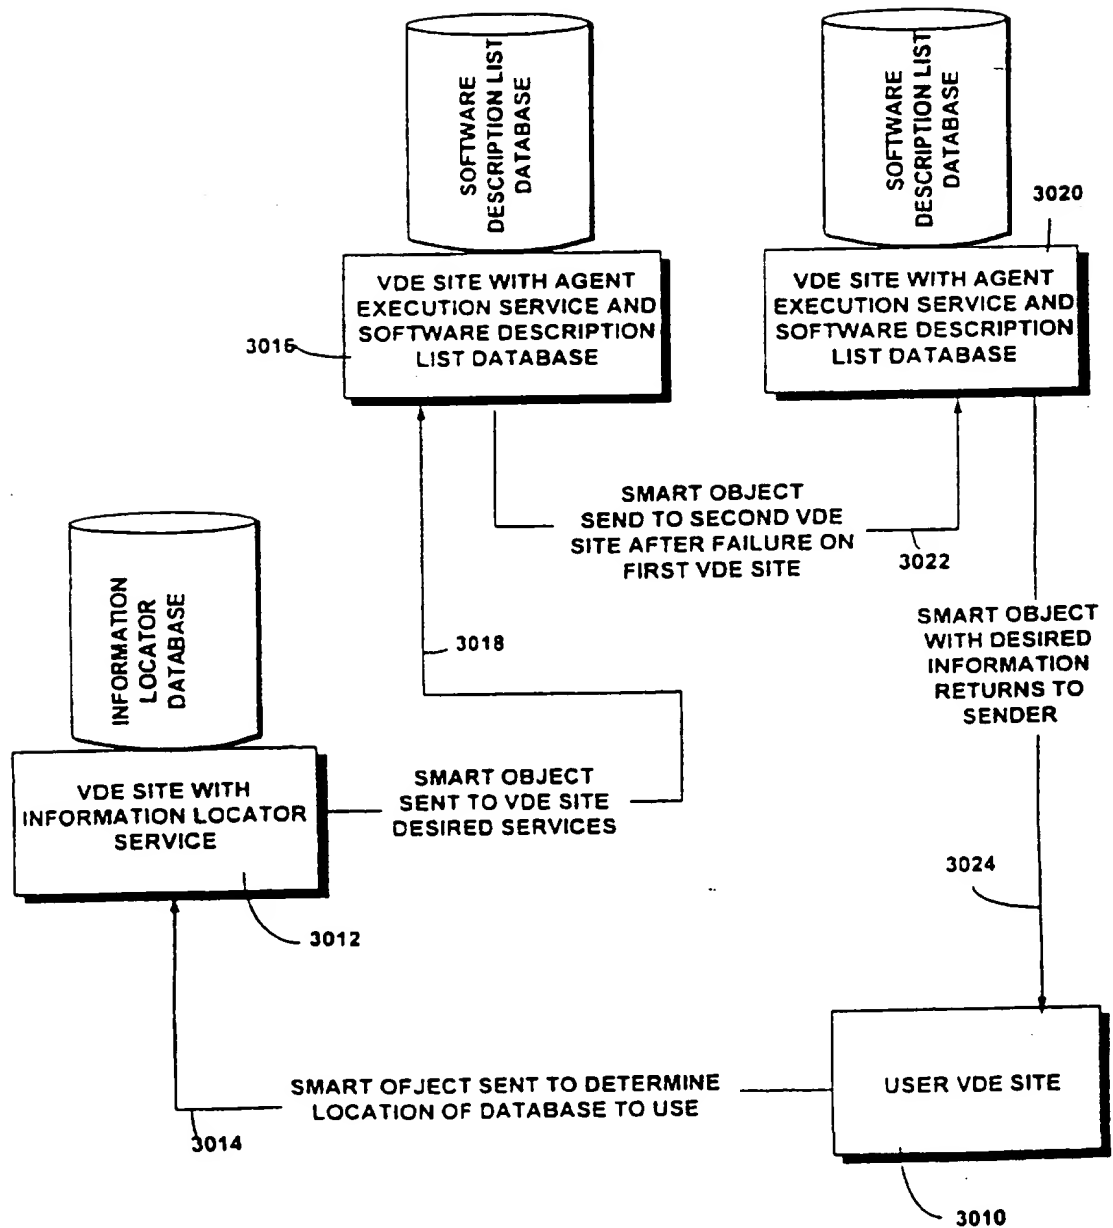 SOFTWARE
DESCRIPTION LIST
DATABASE
SOFTWARE
DESCRIPTION LIST
DATABASE
3020
VDE SITE WITH AGENT
EXECUTION SERVICE AND
SOFTWARE DESCRIPTION
LIST DATABASE
VDE SITE WITH AGENT
EXECUTION SERVICE AND
SOFTWARE DESCRIPTION
LIST DATABASE
3016
SMART OBJECT
SEND TO SECOND VDE
SITE AFTER FAILURE ON
FIRST VDE SITE
3022
INFORMATION
LOCATOR
DATABASE
3018
SMART OBJECT
WITH DESIRED
INFORMATION
RETURNS TO
SENDER
VDE SITE WITH
INFORMATION LOCATOR
SERVICE
SMART OBJECT
SENT TO VDE SITE
DESIRED SERVICES
3024
3012
SMART OFJECT SENT TO DETERMINE
LOCATION OF DATABASE TO USE
USER VDE SITE
3014
3010